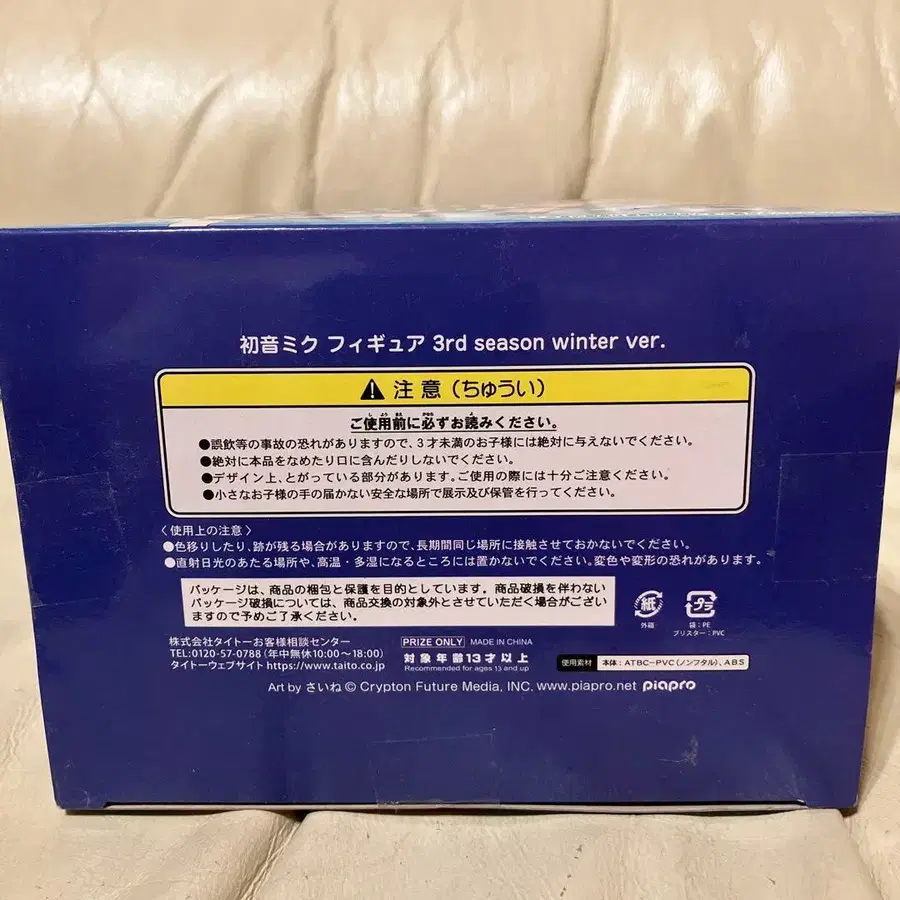 初音ミク フィギュア 3rd season winter ver.
注意(ちゅうい)
ご使用前に必ずお読みください。
●誤飲等の事故の恐れがありますので、3才未満のお子様には絶対に与えないでください。
●絶対に本品をなめたり口に含んだりしないでください。
●デザイン上、とがっている部分があります。ご使用の際には十分ご注意ください。
●小さなお子様の手の届かない安全な場所で展示及び保管を行ってください。
〈使用上の注意〉
●色移りしたり、跡が残る場合がありますので、長期間同じ場所に接触させておかないでください。
●直射日光のあたる場所や、高温・多湿になるところには置かないでください。変色や変形の恐れがあります。
パッケージは、商品の梱包と保護を目的としています。商品破損を伴わない
パッケージ破損については、商品交換の対象外とさせていただく場合がござい
ますので予めご了承ください。
紙
外箱
プラ
袋:PE
ブリスター:PVC
株式会社タイトーお客様相談センター
TEL:0120-57-0788(年中無休10:00〜18:00)
タイトーウェブサイト https://www.taito.co.jp
PRIZE ONLY MADE IN CHINA
対象年齢13才以上
Recommended for ages 13 and up
使用素材 本体:ATBC-PVC(ノンフタル)、ABS
Art by さいね © Crypton Future Media, INC. www.piapro.net piapro